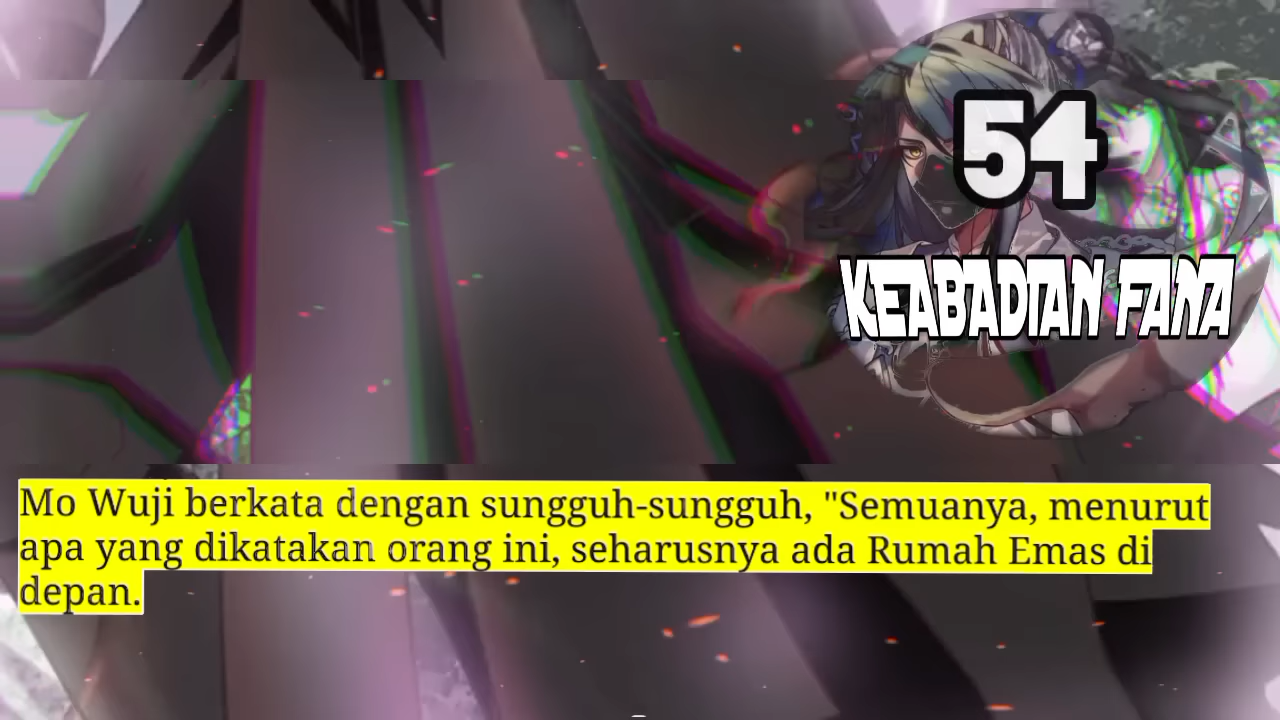 54
KEABADIAN FANA
Mo Wuji berkata dengan sungguh-sungguh, "Semuanya, menurut
apa yang dikatakan orang ini, seharusnya ada Rumah Emas di
depan.